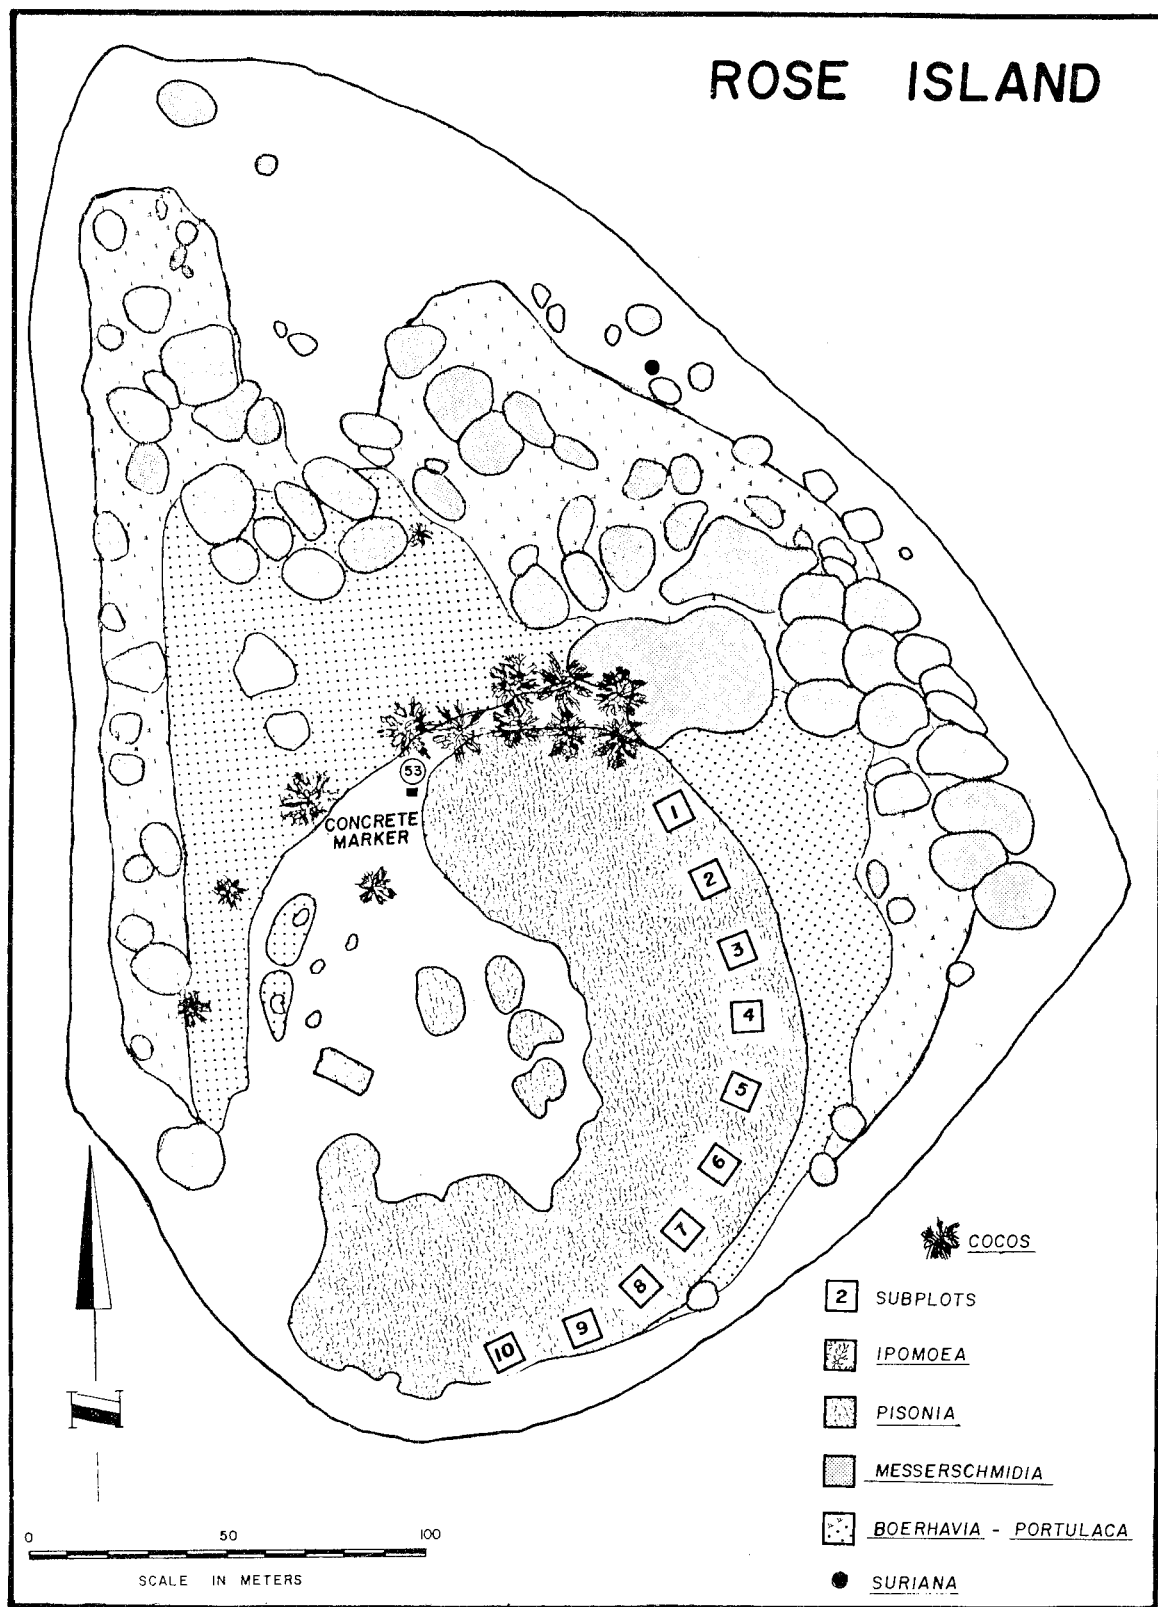 ROSE ISLAND
53
CONCRETE
MARKER
1
2
3
4
5
6
7
8
9
10
COCOS
2 SUBPLOTS
IPOMOEA
PISONIA
MESSERSCHMIDIA
BOERHAVIA - PORTULACA
SURIANA
N
0 50 100
SCALE IN METERS